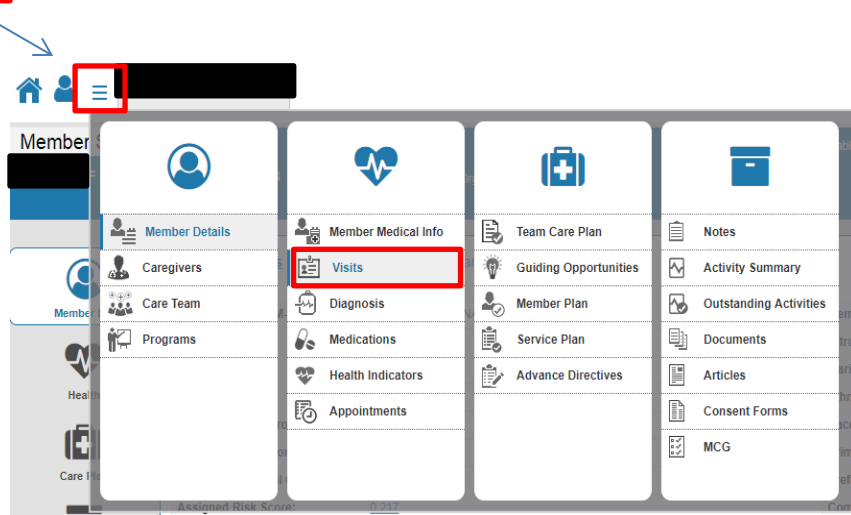 Member
Member Details
Caregivers
Care Team
Programs
Member Medical Info
Visits
Diagnosis
Medications
Health Indicators
Appointments
Team Care Plan
Guiding Opportunities
Member Plan
Service Plan
Advance Directives
Notes
Activity Summary
Outstanding Activities
Documents
Articles
Consent Forms
MCG
Member
Care
Assigned Risk Score: 0.217